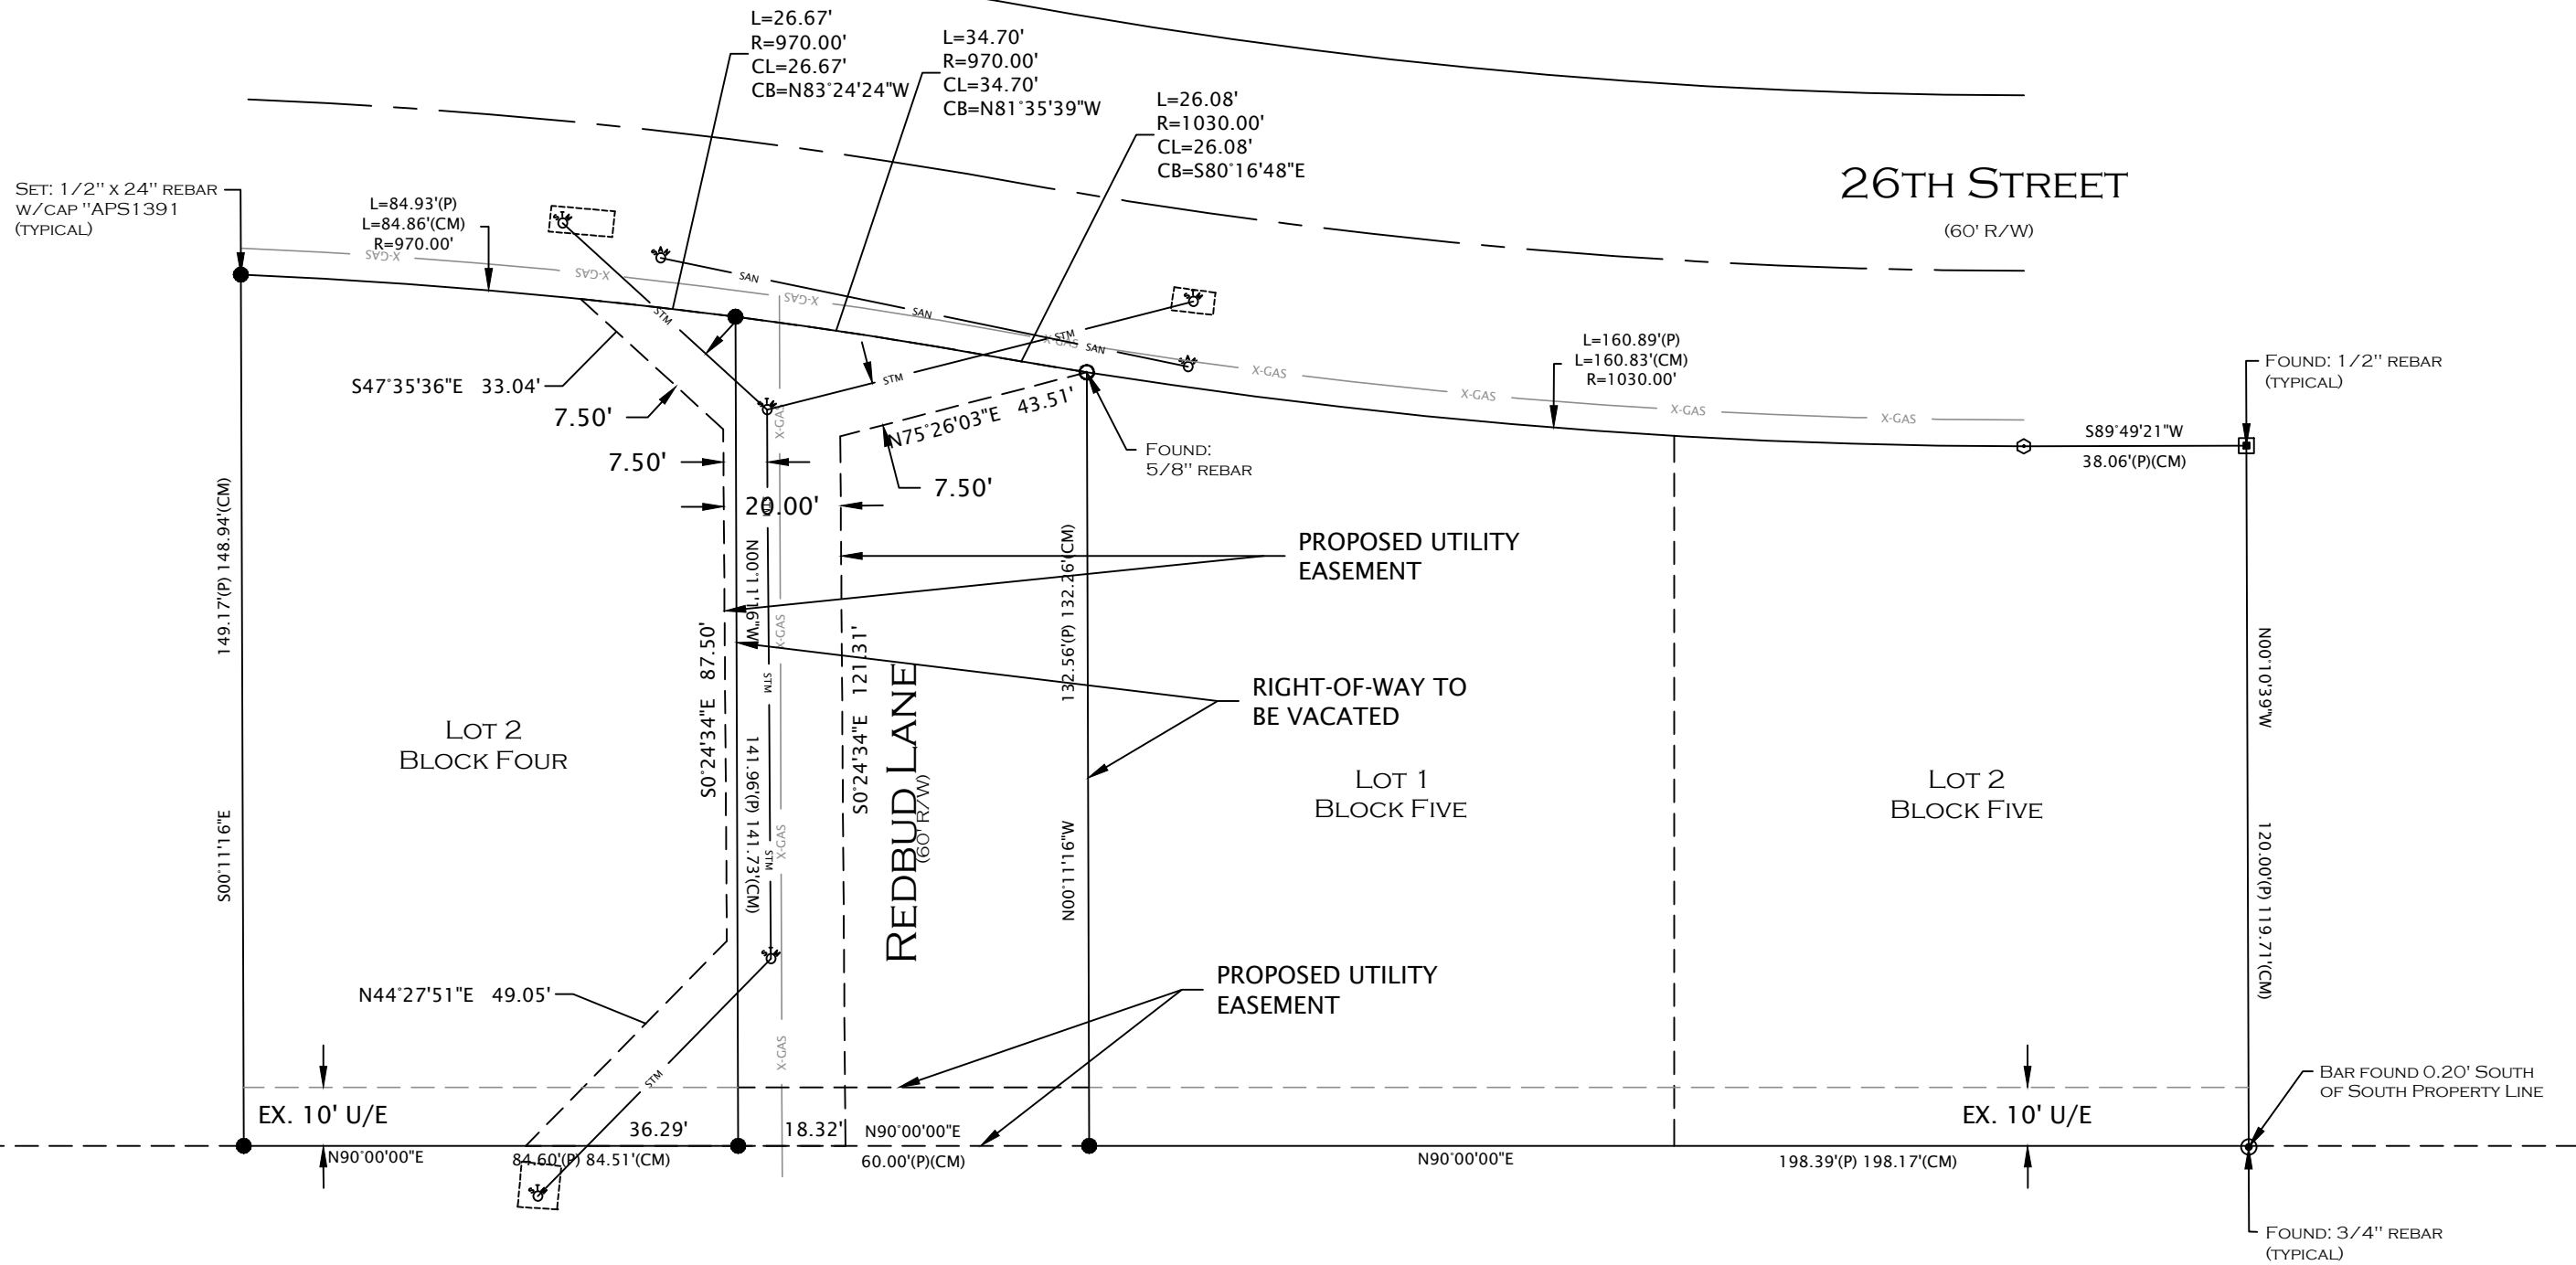 L=26.67'
R=970.00'
CL=26.67'
CB=N83°24'24"W
L=34.70'
R=970.00'
CL=34.70'
CB=N81°35'39"W
L=26.08'
R=1030.00'
CL=26.08'
CB=S80°16'48"E
26TH STREET
(60' R/W)
SET: 1/2" X 24" REBAR
W/CAP "APS1391
(TYPICAL)
L=84.93'(P)
L=84.86'(CM)
R=970.00'
X-GAS
X-GAS
X-GAS
X-GAS
X-GAS
X-GAS
X-GAS
X-GAS
SAN
SAN
SAN
STM
STM
STM
L=160.89'(P)
L=160.83'(CM)
R=1030.00'
FOUND: 1/2" REBAR
(TYPICAL)
S89°49'21"W
38.06'(P)(CM)
S47°35'36"E 33.04'
7.50'
7.50'
20.00'
N75°26'03"E 43.51'
7.50'
FOUND:
5/8" REBAR
PROPOSED UTILITY
EASEMENT
RIGHT-OF-WAY TO
BE VACATED
149.17'(P) 148.94'(CM)
S00°11'16"E
S0°24'34"E 87.50'
N00°11'16"W
141.96'(P) 141.73'(CM)
STM
STM
STM
X-GAS
X-GAS
X-GAS
X-GAS
S0°24'34"E 121.31'
REDBUD LANE
(60' R/W)
132.56'(P) 132.26'(CM)
N00°11'16"W
N00°10'39"W
120.00'(P) 119.71'(CM)
LOT 2
BLOCK FOUR
LOT 1
BLOCK FIVE
LOT 2
BLOCK FIVE
N44°27'51"E 49.05'
STM
PROPOSED UTILITY
EASEMENT
BAR FOUND 0.20' SOUTH
OF SOUTH PROPERTY LINE
EX. 10' U/E
EX. 10' U/E
36.29'
18.32'
N90°00'00"E
N90°00'00"E
84.60'(P) 84.51'(CM)
60.00'(P)(CM)
N90°00'00"E
198.39'(P) 198.17'(CM)
FOUND: 3/4" REBAR
(TYPICAL)